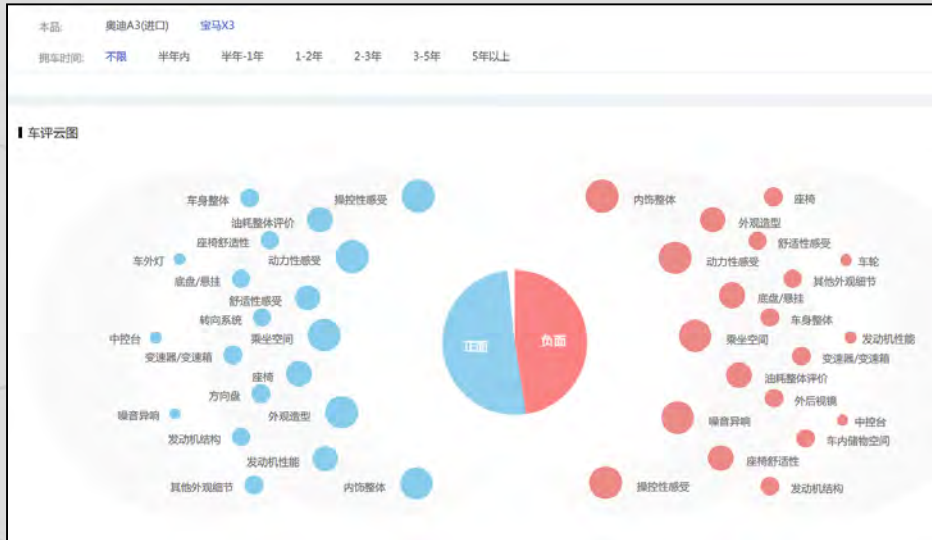 本品: 奥迪A3(进口) 宝马X3
拥车时间: 不限 半年内 半年-1年 1-2年 2-3年 3-5年 5年以上
车评云图
车身整体
操控性感受
油耗整体评价
座椅舒适性
车外灯
动力性感受
底盘/悬挂
舒适性感受
转向系统
中控台
乘坐空间
变速器/变速箱
座椅
方向盘
噪音异响
外观造型
发动机结构
发动机性能
其他外观细节
内饰整体
正面
负面
内饰整体
座椅
外观造型
舒适性感受
动力性感受
车轮
其他外观细节
底盘/悬挂
车身整体
乘坐空间
发动机性能
变速器/变速箱
油耗整体评价
外后视镜
噪音异响
中控台
车内储物空间
座椅舒适性
操控性感受
发动机结构